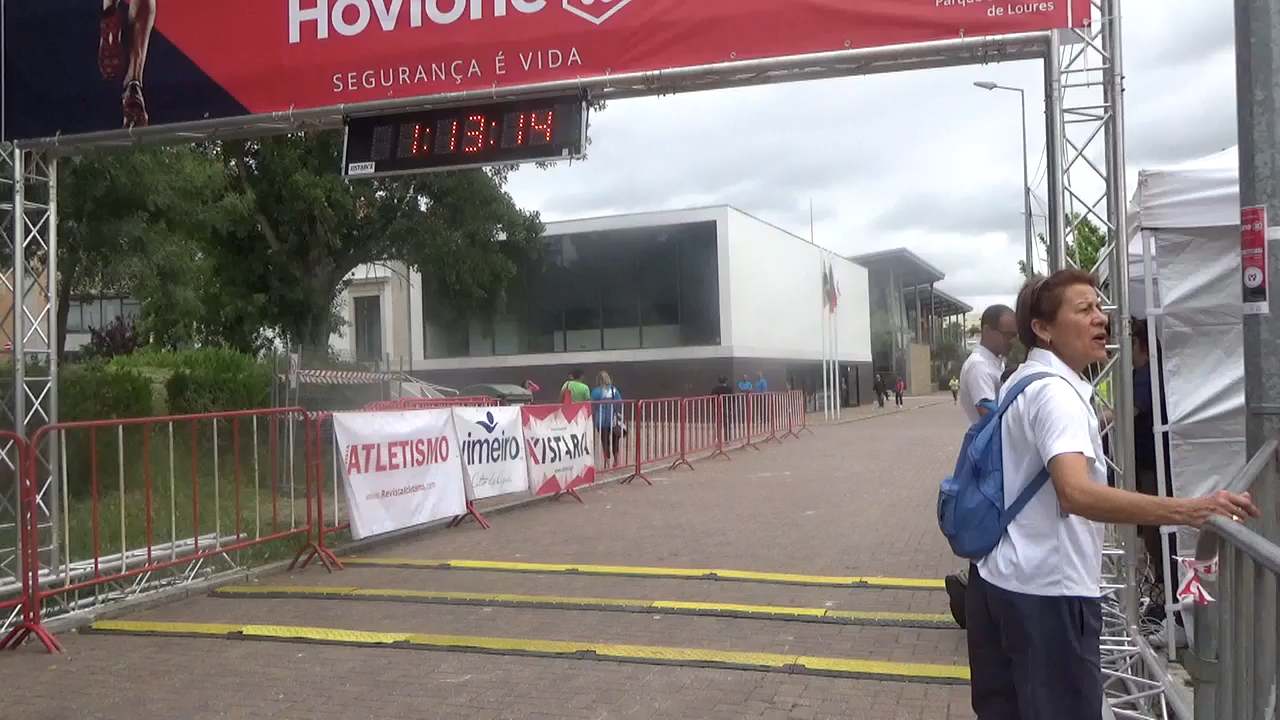 Hovione
Parque
de Loures
SEGURANÇA É VIDA
1:13:14
ATLETISMO
www.RevistaAtletismo.com
vimeiro
XISTARCA